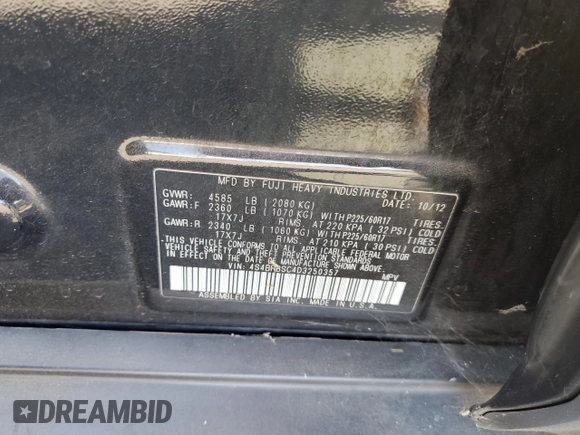 MFD BY FUJI HEAVY INDUSTRIES LTD.
GVWR: 4585 LB (2080 KG) DATE: 10/12
GAWR:F 2360 LB (1070 KG) WITH P225/60R17 TIRES.
17X7J RIMS. AT 220 KPA (32 PSI) COLD
GAWR:R 2340 LB (1060 KG) WITH P225/60R17 TIRES.
17X7J RIMS. AT 210 KPA (30 PSI) COLD
THIS VEHICLE CONFORMS TO ALL APPLICABLE FEDERAL MOTOR
VEHICLE SAFETY AND THEFT PREVENTION STANDARDS
IN EFFECT ON THE DATE OF MANUFACTURE SHOWN ABOVE.
VIN: MPV
ASSEMBLED BY SIA INC. MADE IN U.S.A.
DREAMBID